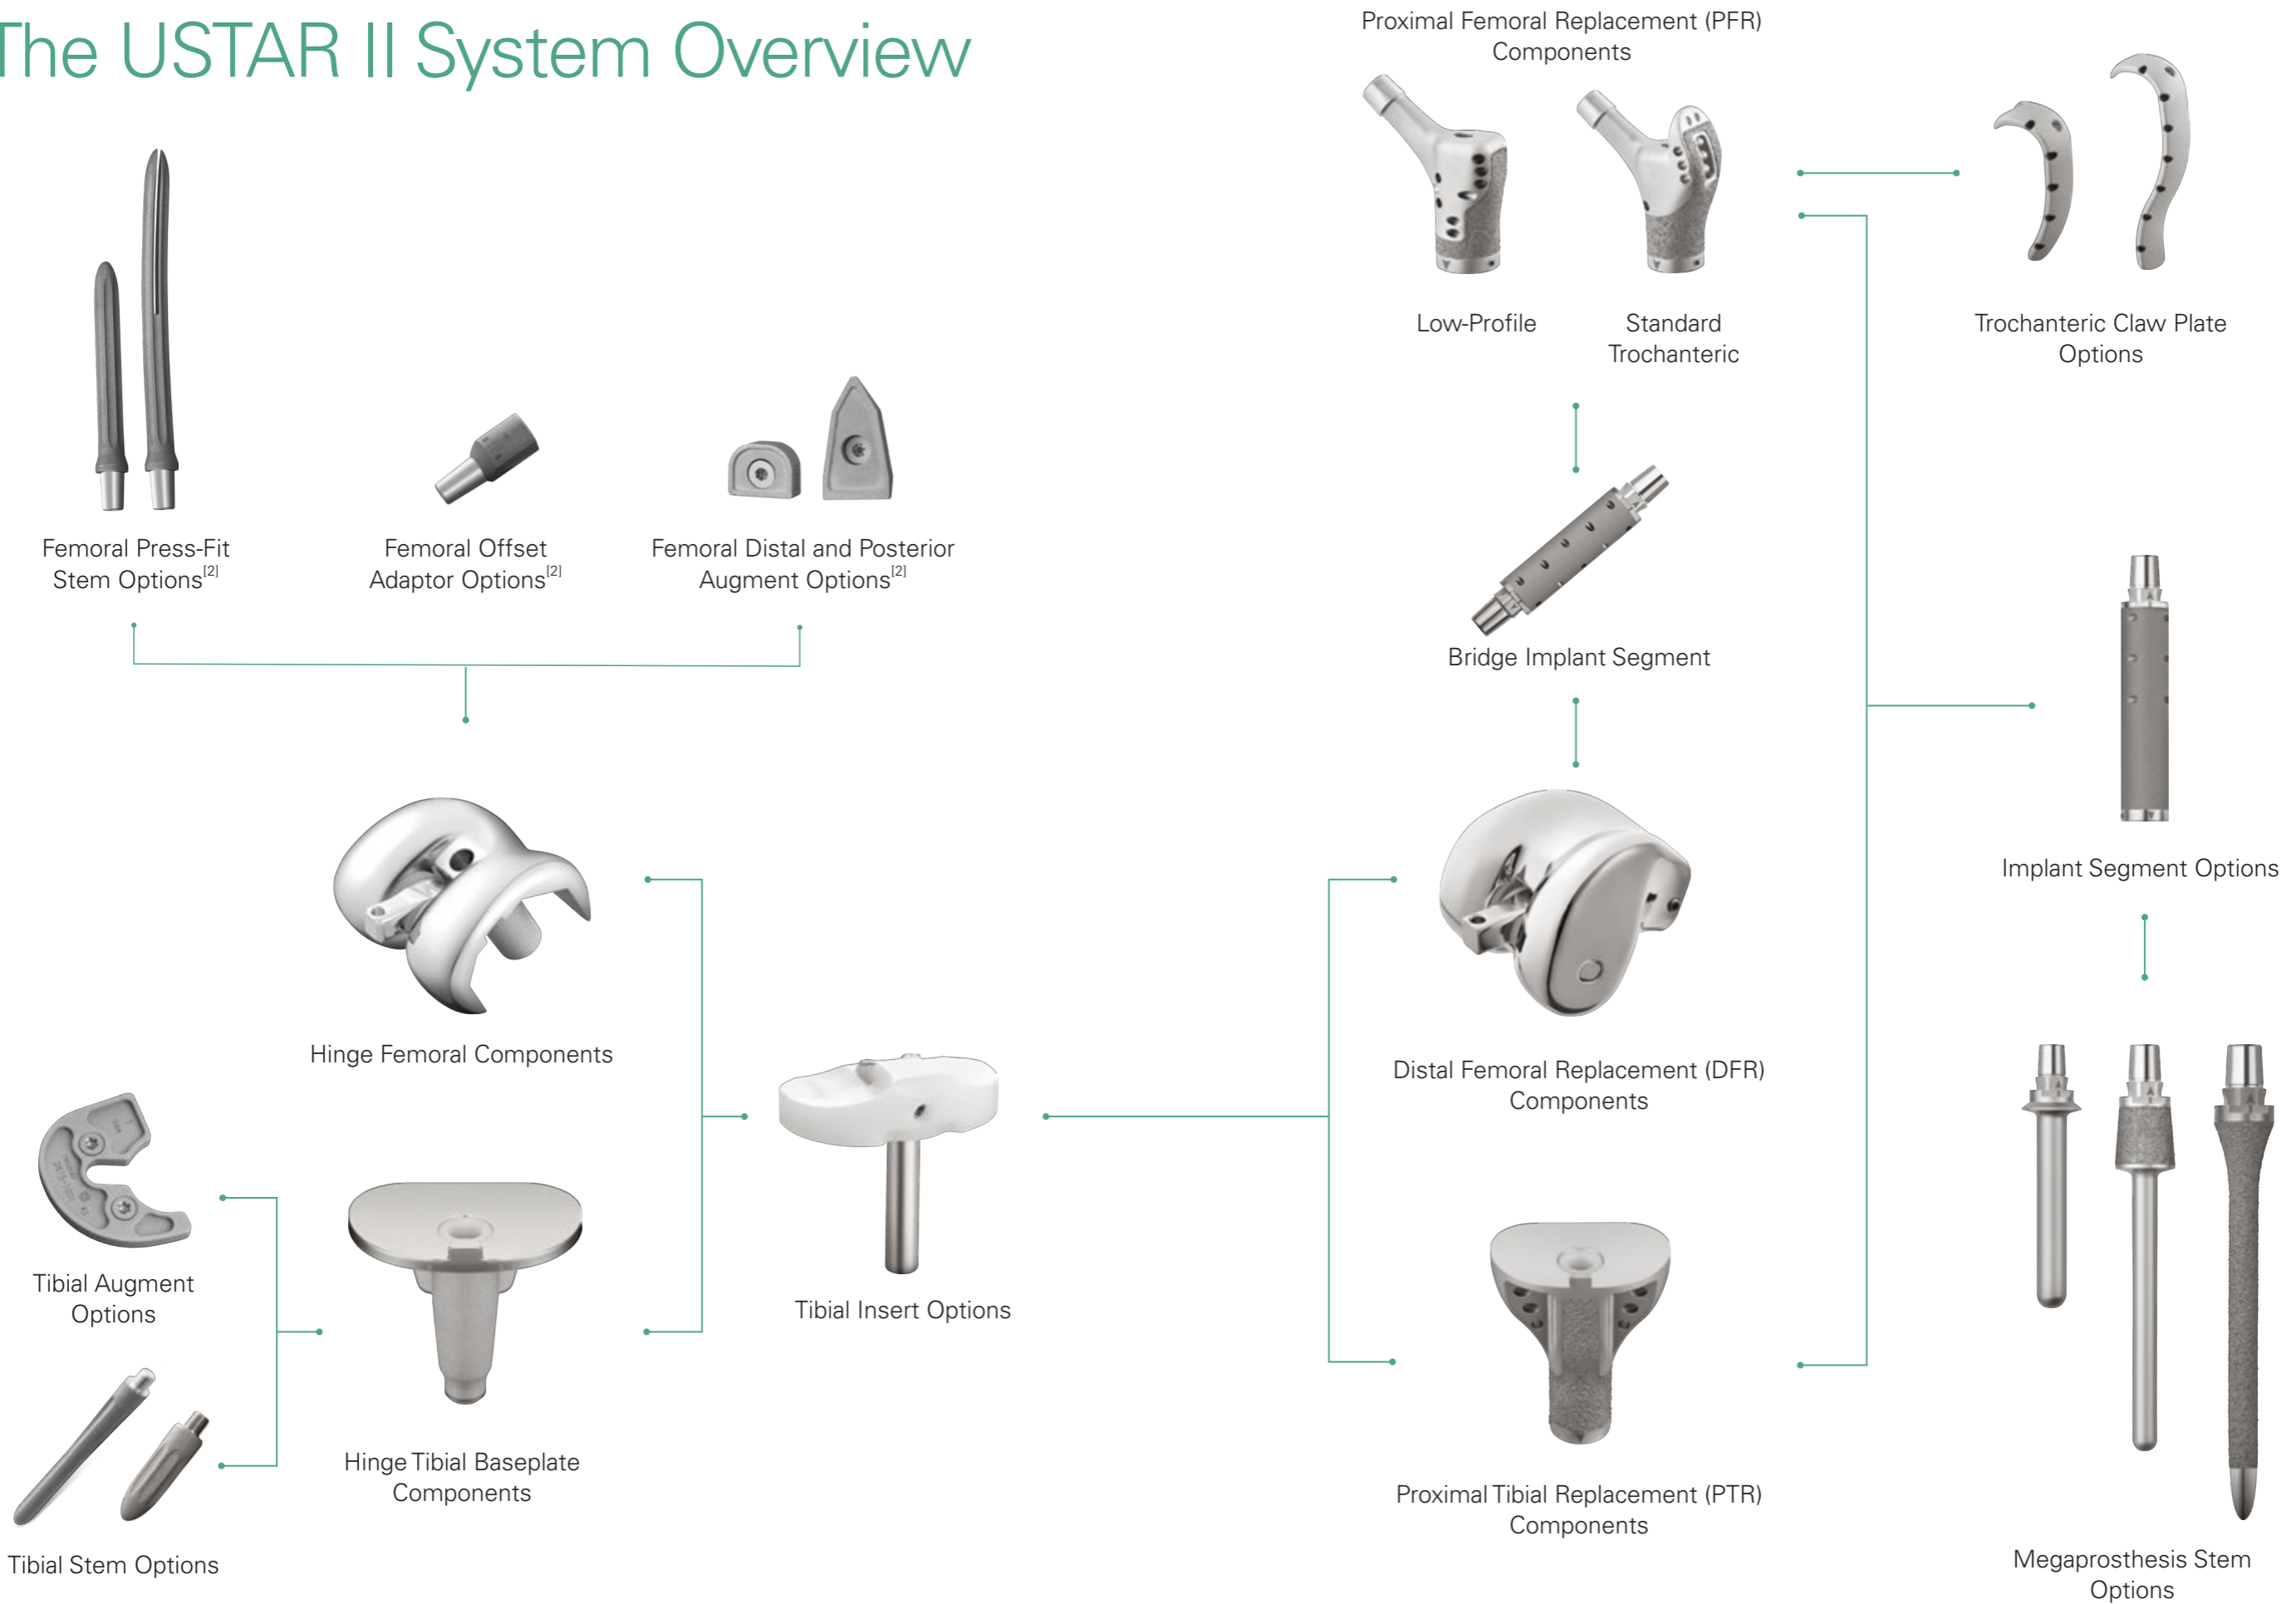 The USTAR II System Overview
Proximal Femoral Replacement (PFR)
Components
Low-Profile
Standard
Trochanteric
Trochanteric Claw Plate
Options
Femoral Press-Fit
Stem Options[2]
Femoral Offset
Adaptor Options[2]
Femoral Distal and Posterior
Augment Options[2]
Bridge Implant Segment
Implant Segment Options
Hinge Femoral Components
Distal Femoral Replacement (DFR)
Components
Tibial Augment
Options
Tibial Insert Options
Hinge Tibial Baseplate
Components
Proximal Tibial Replacement (PTR)
Components
Tibial Stem Options
Megaprosthesis Stem
Options